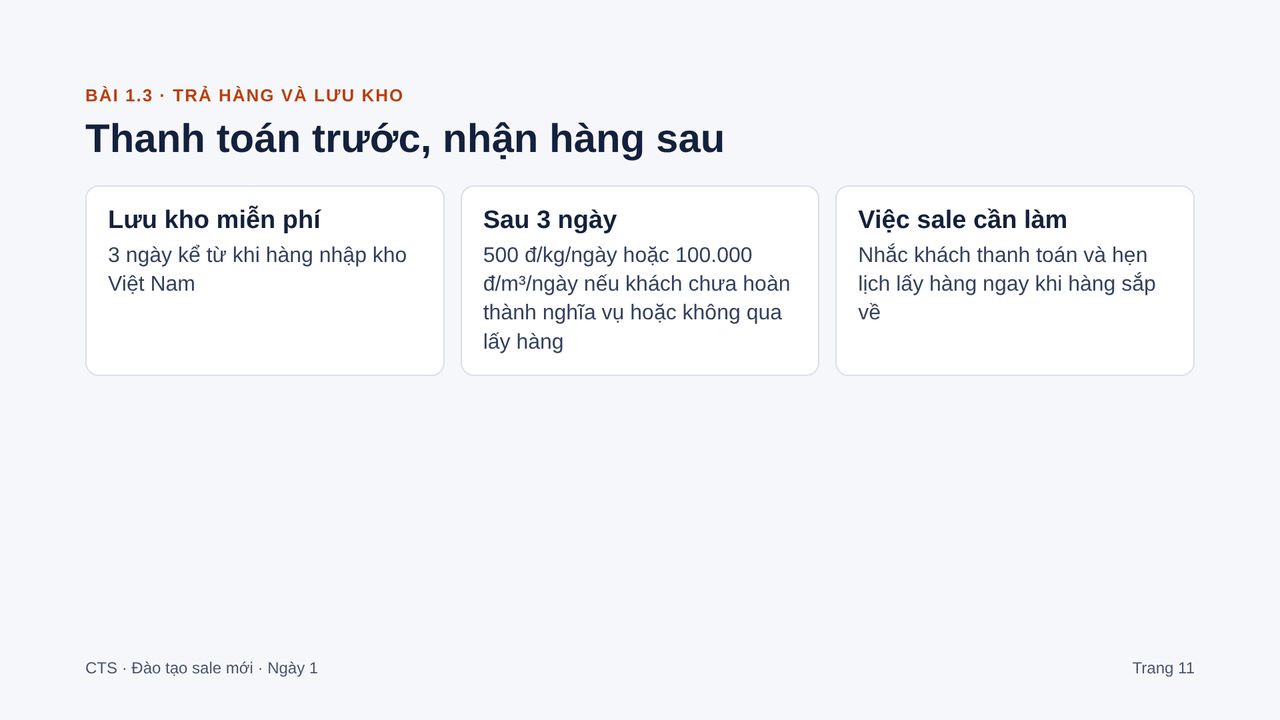 BÀI 1.3 · TRẢ HÀNG VÀ LƯU KHO
Thanh toán trước, nhận hàng sau
Lưu kho miễn phí
3 ngày kể từ khi hàng nhập kho
Việt Nam
Sau 3 ngày
500 đ/kg/ngày hoặc 100.000
đ/m³/ngày nếu khách chưa hoàn
thành nghĩa vụ hoặc không qua
lấy hàng
Việc sale cần làm
Nhắc khách thanh toán và hẹn
lịch lấy hàng ngay khi hàng sắp
về
CTS · Đào tạo sale mới · Ngày 1
Trang 11